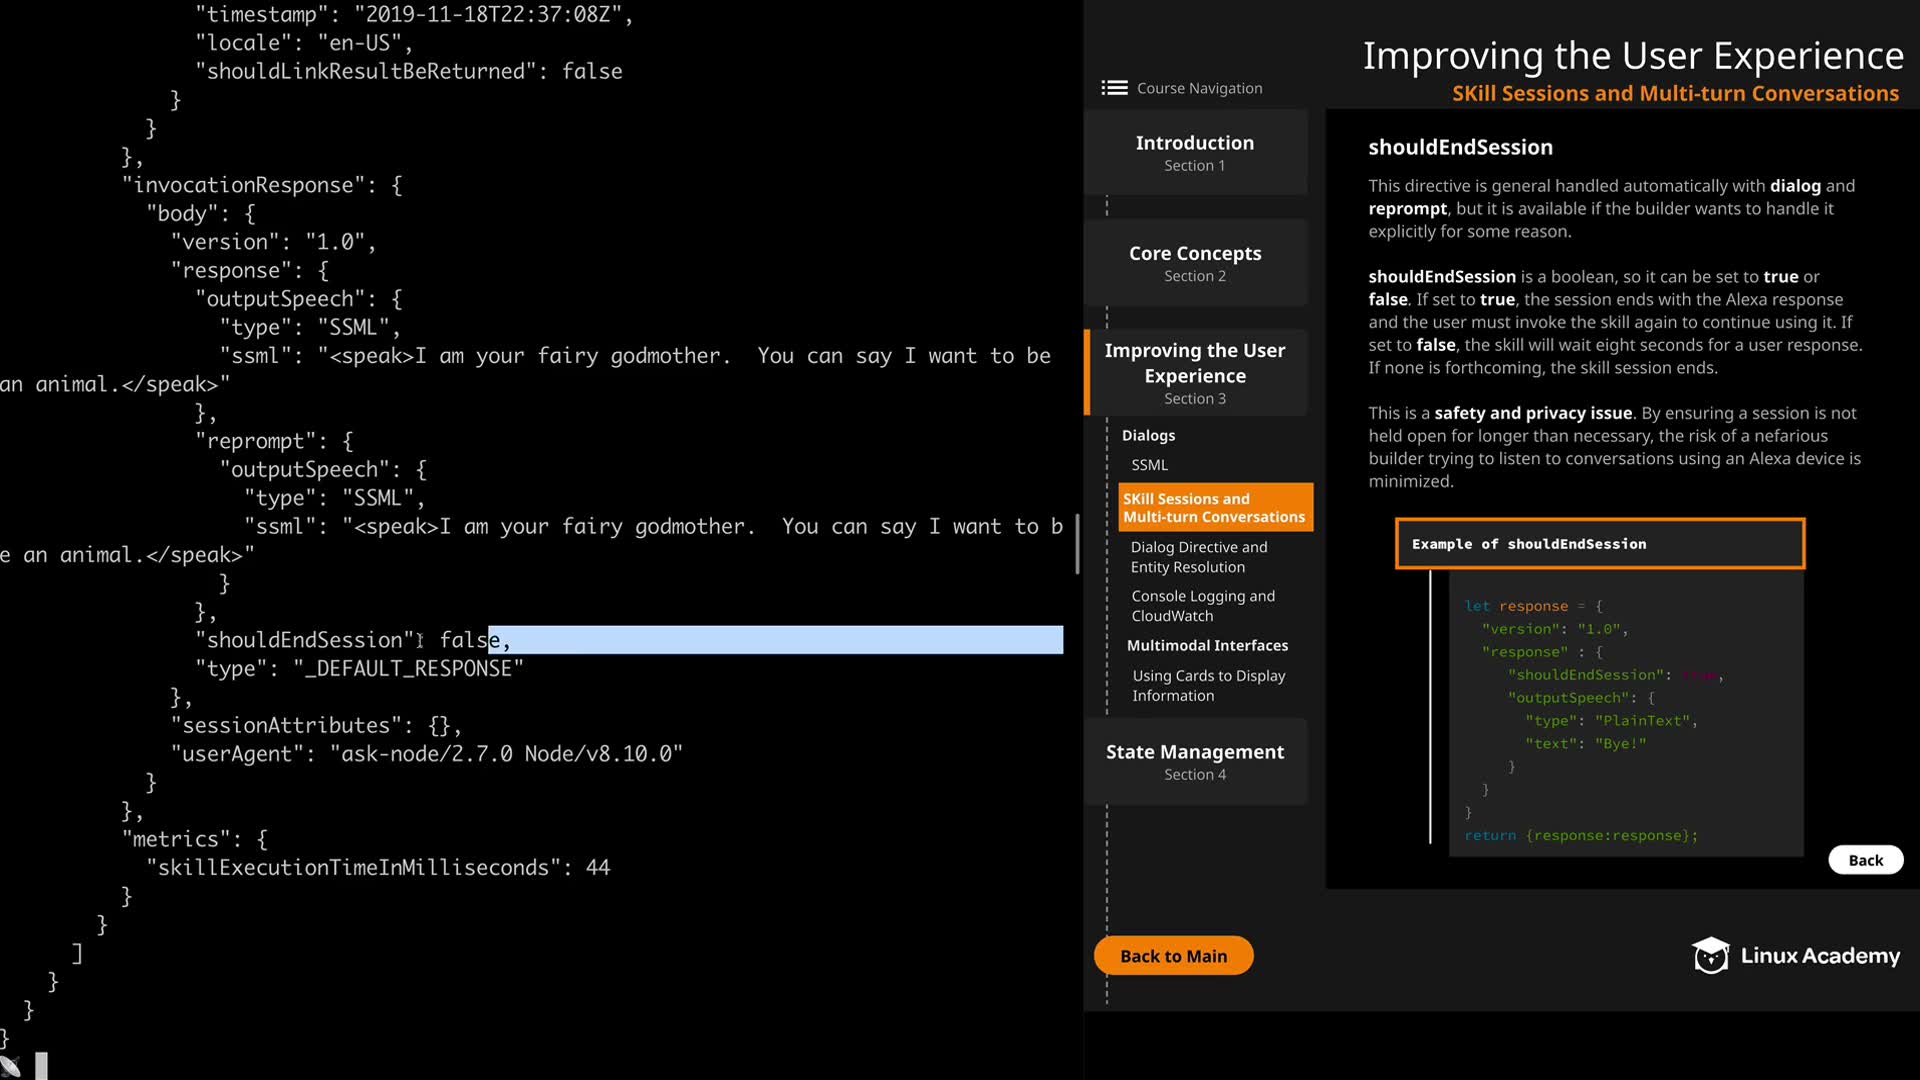 "timestamp": "2019-11-18T22:37:08Z",
"locale": "en-US",
"shouldLinkResultBeReturned": false
}
}
},
"invocationResponse": {
"body": {
"version": "1.0",
"response": {
"outputSpeech": {
"type": "SSML",
"ssml": "<speak>I am your fairy godmother.  You can say I want to be
an animal.</speak>"
},
"reprompt": {
"outputSpeech": {
"type": "SSML",
"ssml": "<speak>I am your fairy godmother.  You can say I want to b
e an animal.</speak>"
}
},
"shouldEndSession": false,
"type": "_DEFAULT_RESPONSE"
},
"sessionAttributes": {},
"userAgent": "ask-node/2.7.0 Node/v8.10.0"
}
},
"metrics": {
"skillExecutionTimeInMilliseconds": 44
}
}
]
}
}
}
Improving the User Experience
SKill Sessions and Multi-turn Conversations
Course Navigation
Introduction
Section 1
Core Concepts
Section 2
Improving the User
Experience
Section 3
Dialogs
SSML
SKill Sessions and
Multi-turn Conversations
Dialog Directive and
Entity Resolution
Console Logging and
CloudWatch
Multimodal Interfaces
Using Cards to Display
Information
State Management
Section 4
Back to Main
shouldEndSession
This directive is general handled automatically with dialog and
reprompt, but it is available if the builder wants to handle it
explicitly for some reason.
shouldEndSession is a boolean, so it can be set to true or
false. If set to true, the session ends with the Alexa response
and the user must invoke the skill again to continue using it. If
set to false, the skill will wait eight seconds for a user response.
If none is forthcoming, the skill session ends.
This is a safety and privacy issue. By ensuring a session is not
held open for longer than necessary, the risk of a nefarious
builder trying to listen to conversations using an Alexa device is
minimized.
Example of shouldEndSession
let response = {
"version": "1.0",
"response" : {
"shouldEndSession": true,
"outputSpeech": {
"type": "PlainText",
"text": "Bye!"
}
}
}
return {response:response};
Back
Linux Academy